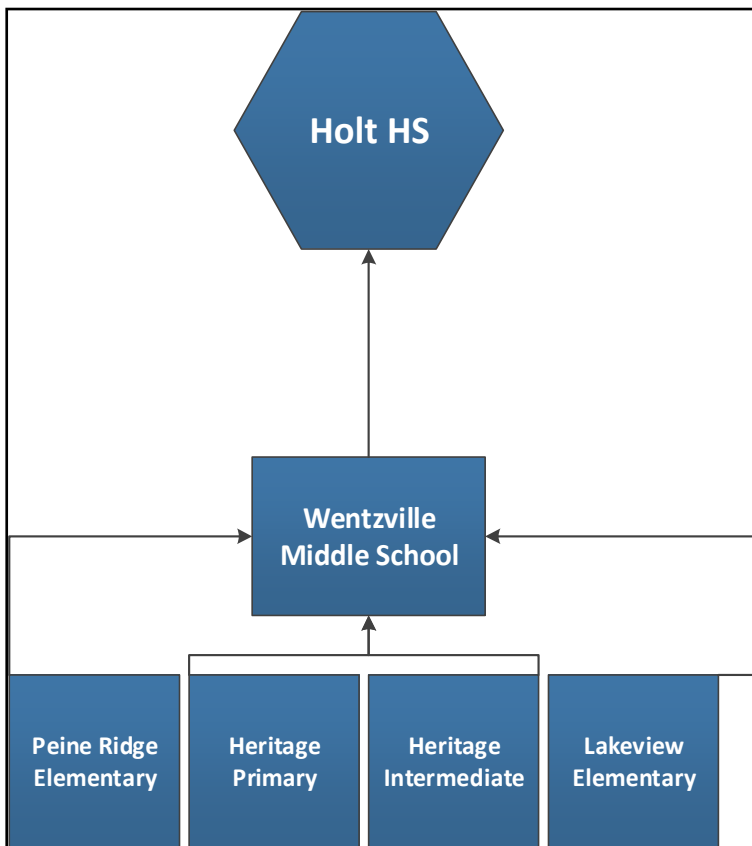 Holt HS
Wentzville
Middle School
Peine Ridge
Elementary
Heritage
Primary
Heritage
Intermediate
Lakeview
Elementary